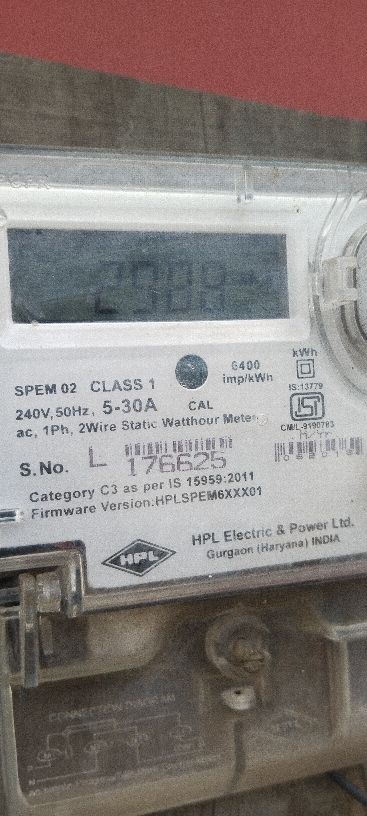 kWh
6400
imp/kWh
IS:13779
SPEM 02 CLASS 1
240V,50Hz, 5-30A CAL
ac, 1Ph, 2Wire Static Watthour Meter
CM/L-9190783
S.No. L 176625
Category C3 as per IS 15959:2011
Firmware Version:HPLSPEM6XXX01
HPL
HPL Electric & Power Ltd.
Gurgaon (Haryana) INDIA